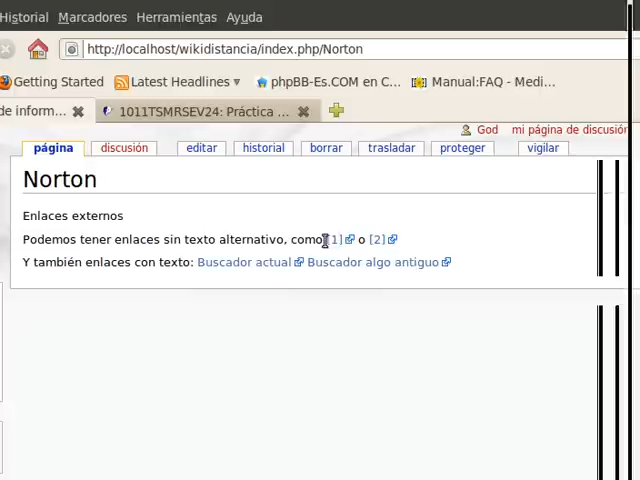 Historial Marcadores Herramientas Ayuda
http://localhost/wikidistancia/index.php/Norton
Getting Started Latest Headlines phpBB-Es.COM en C... Manual:FAQ - Medi...
de inform... 1011TSMRSEV24: Práctica ...
God mi página de discusión
página discusión editar historial borrar trasladar proteger vigilar
Norton
Enlaces externos
Podemos tener enlaces sin texto alternativo, como [1] o [2]
Y también enlaces con texto: Buscador actual Buscador algo antiguo